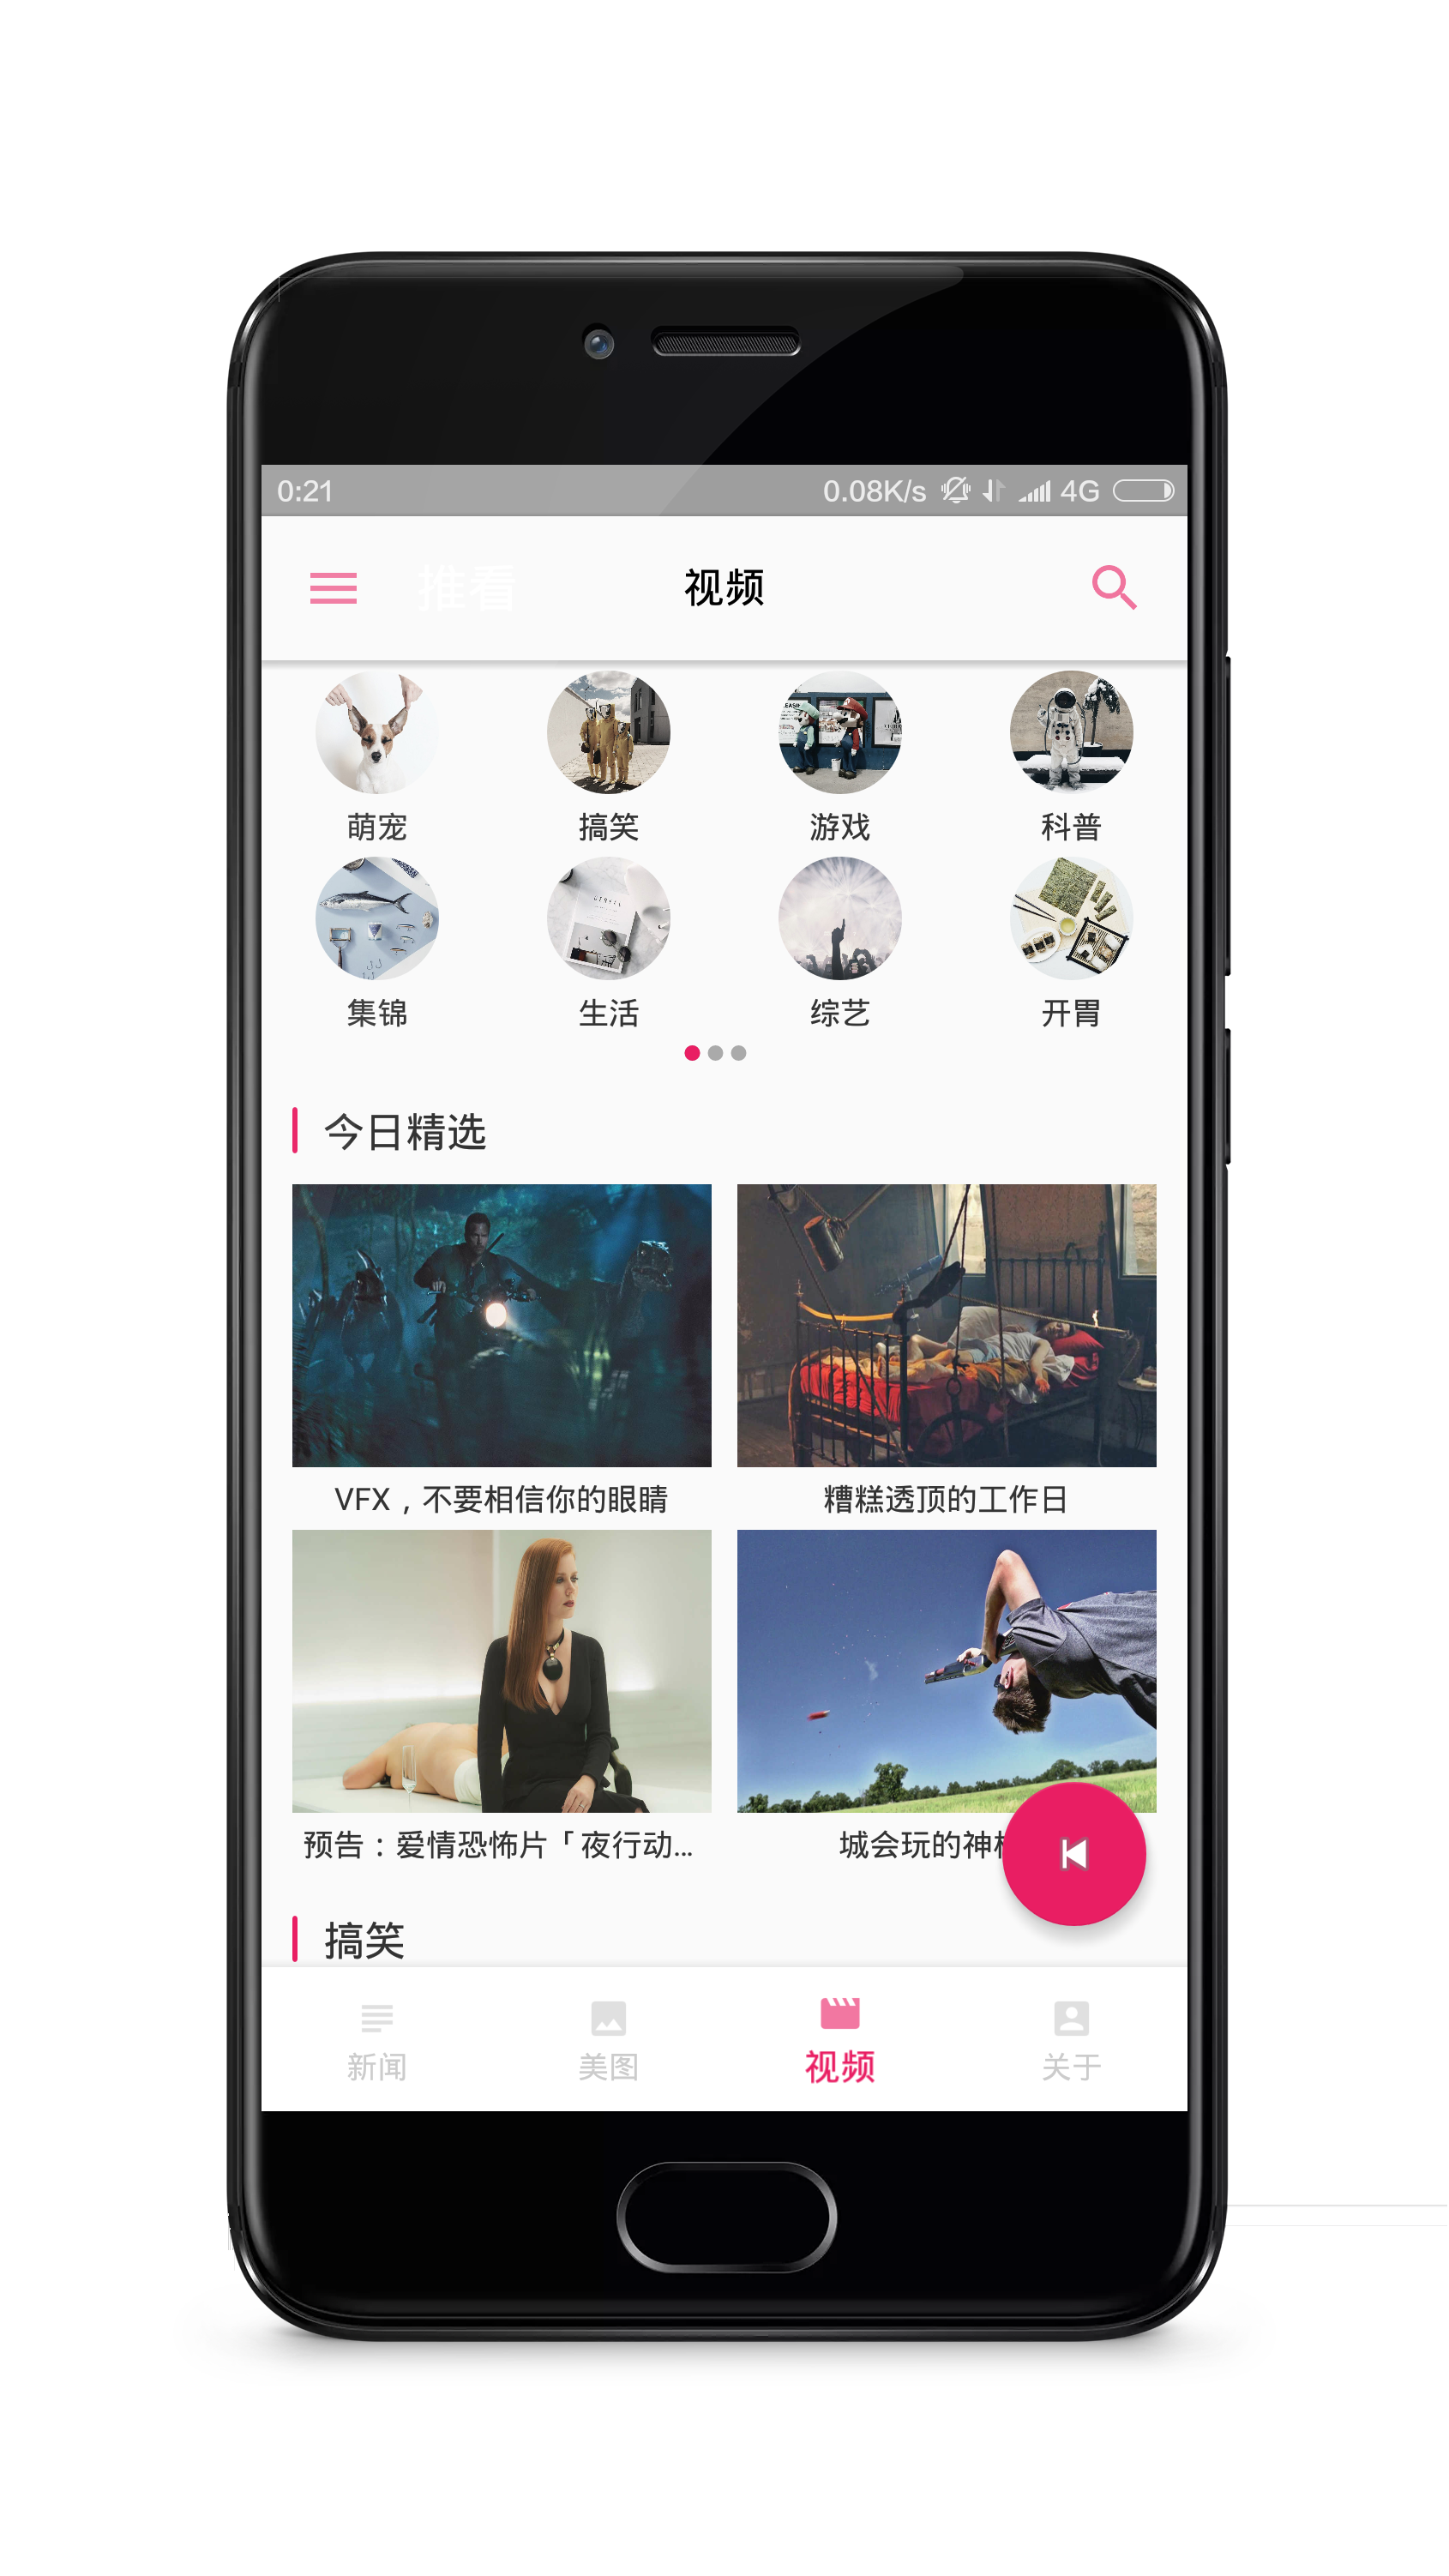 0:21 0.08K/s 4G
推看 视频
萌宠 搞笑 游戏 科普
集锦 生活 综艺 开胃
今日精选
VFX，不要相信你的眼睛 糟糕透顶的工作日
预告：爱情恐怖片「夜行动... 城会玩的神
搞笑
新闻 美图 视频 关于